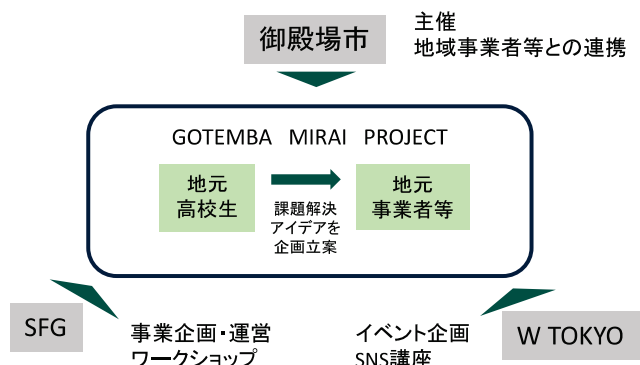 御殿場市
主催
地域事業者等との連携
GOTEMBA MIRAI PROJECT
地元
高校生
課題解決
アイデアを
企画立案
地元
事業者等
SFG
事業企画・運営
ワークショップ
イベント企画
SNS講座
W TOKYO